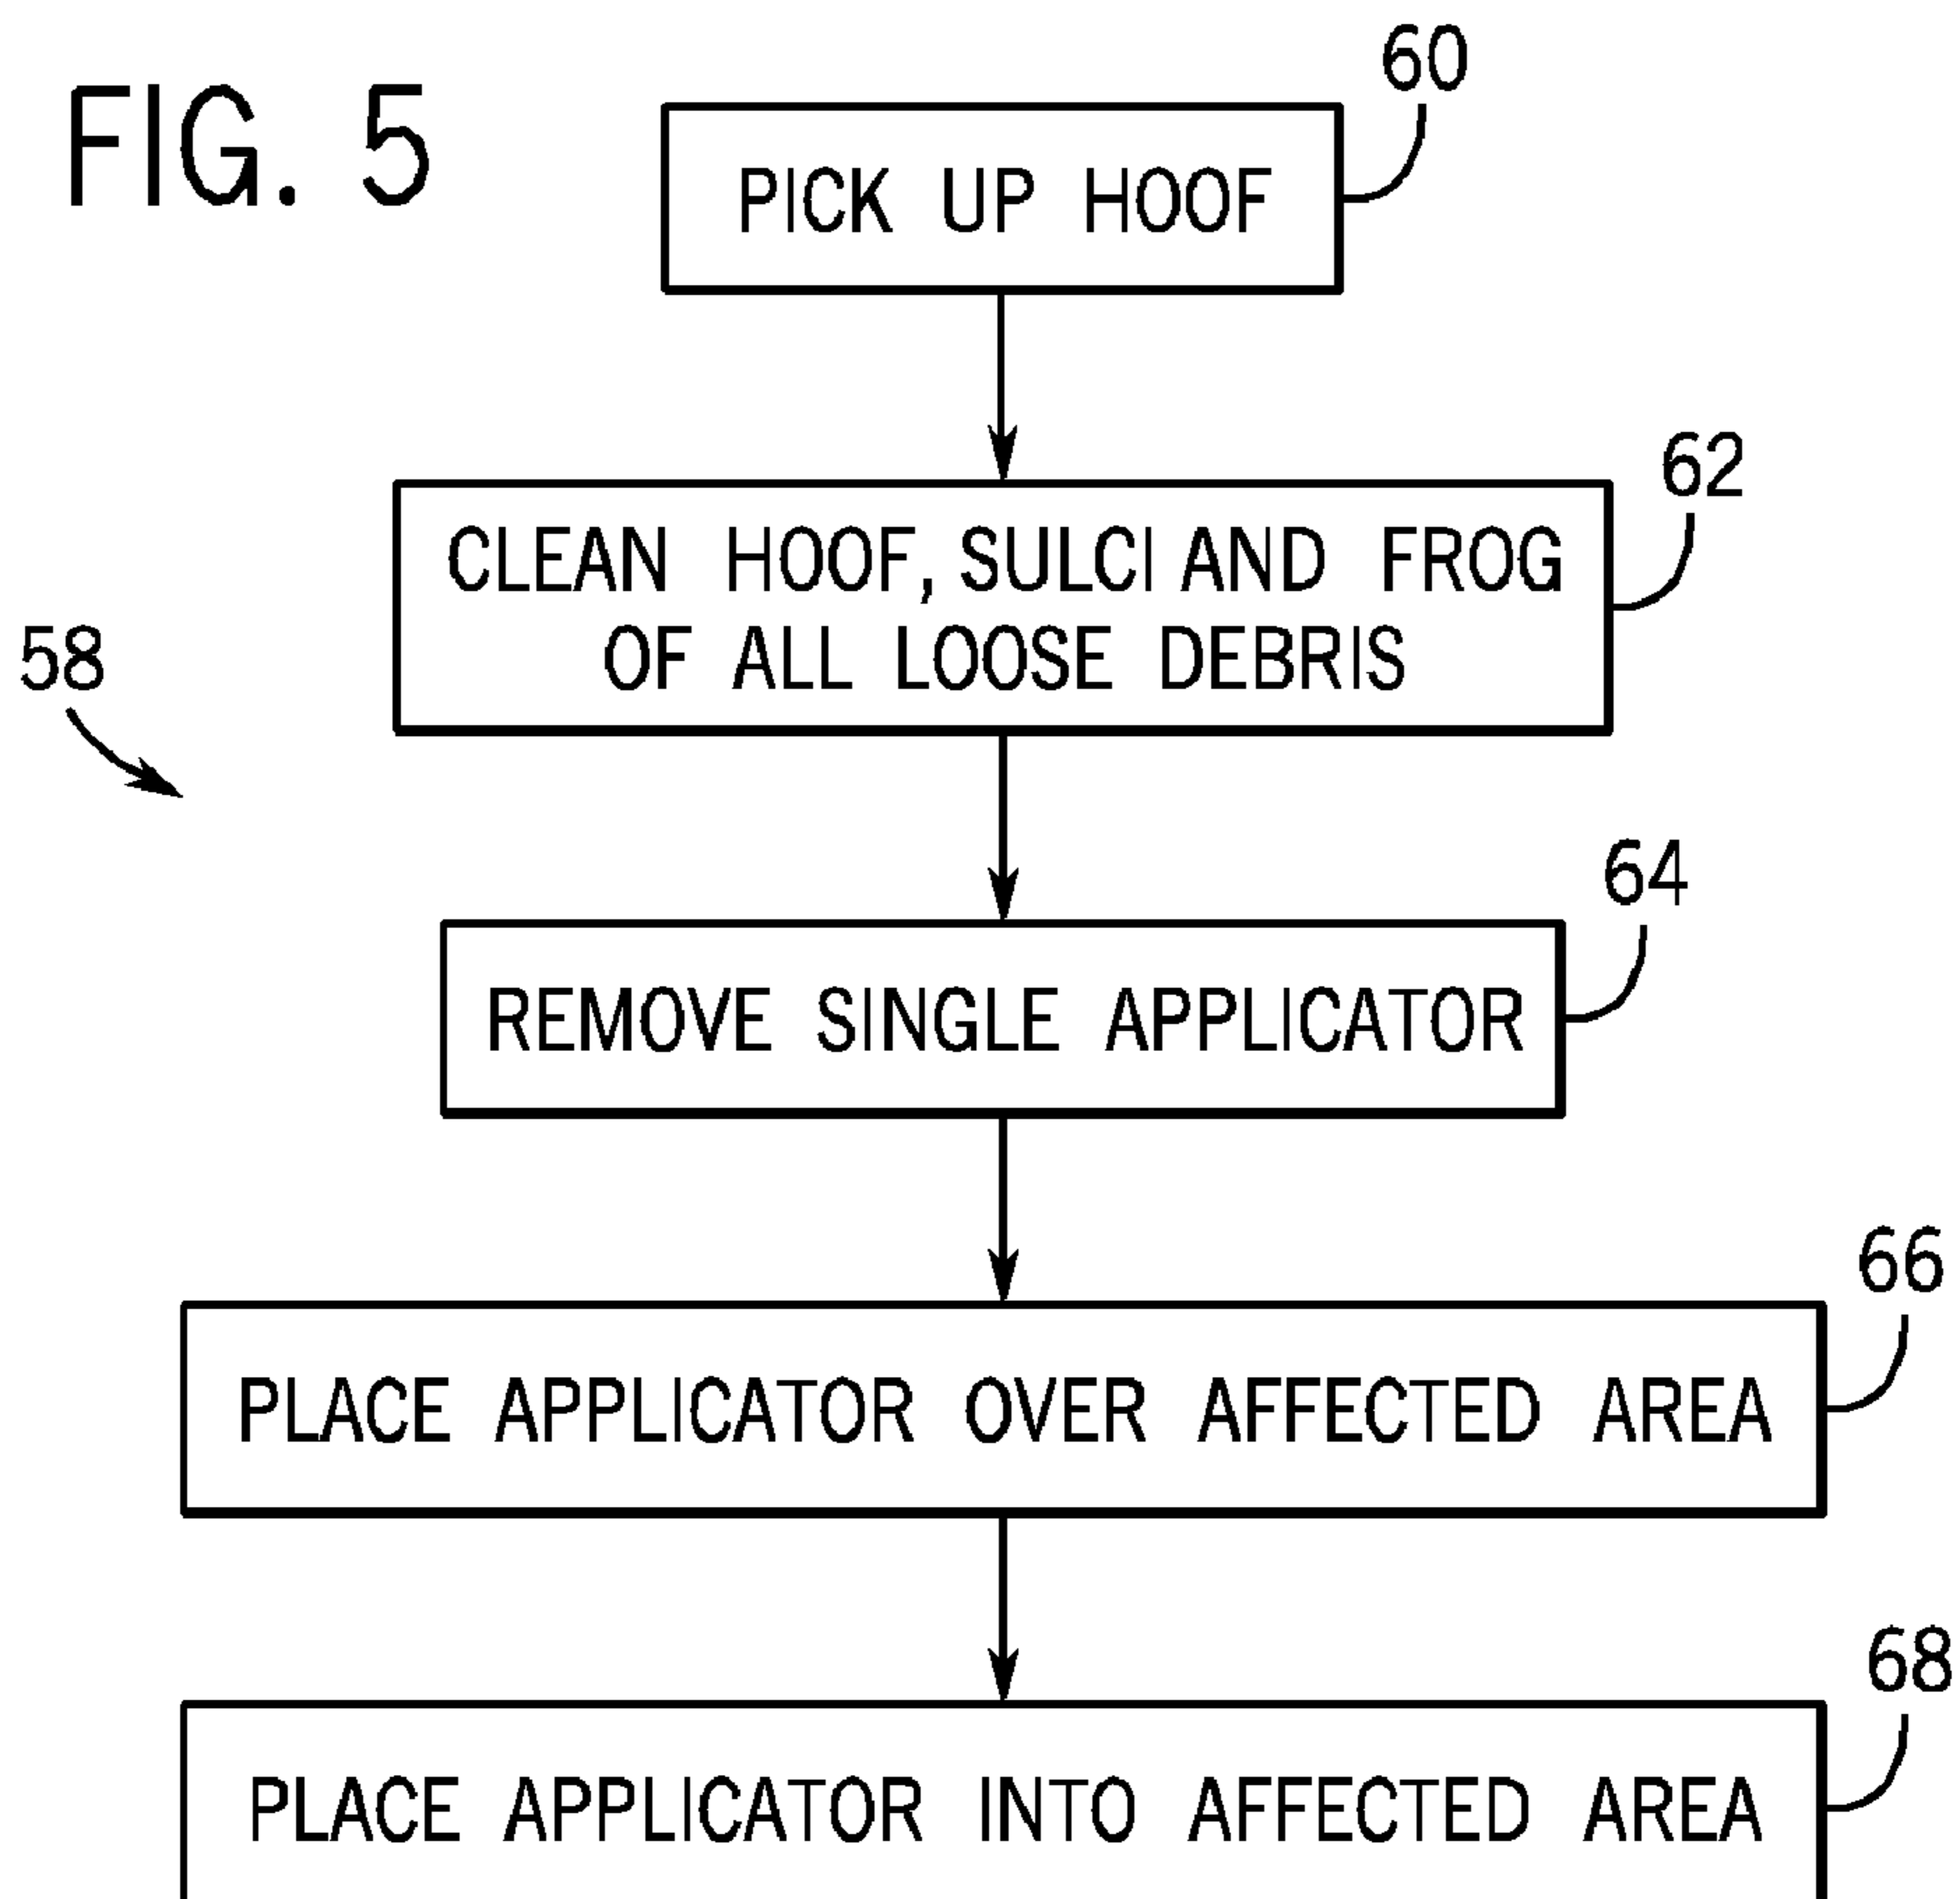 FIG. 5
60
PICK UP HOOF
62
CLEAN HOOF, SULCI AND FROG
OF ALL LOOSE DEBRIS
58
64
REMOVE SINGLE APPLICATOR
66
PLACE APPLICATOR OVER AFFECTED AREA
68
PLACE APPLICATOR INTO AFFECTED AREA